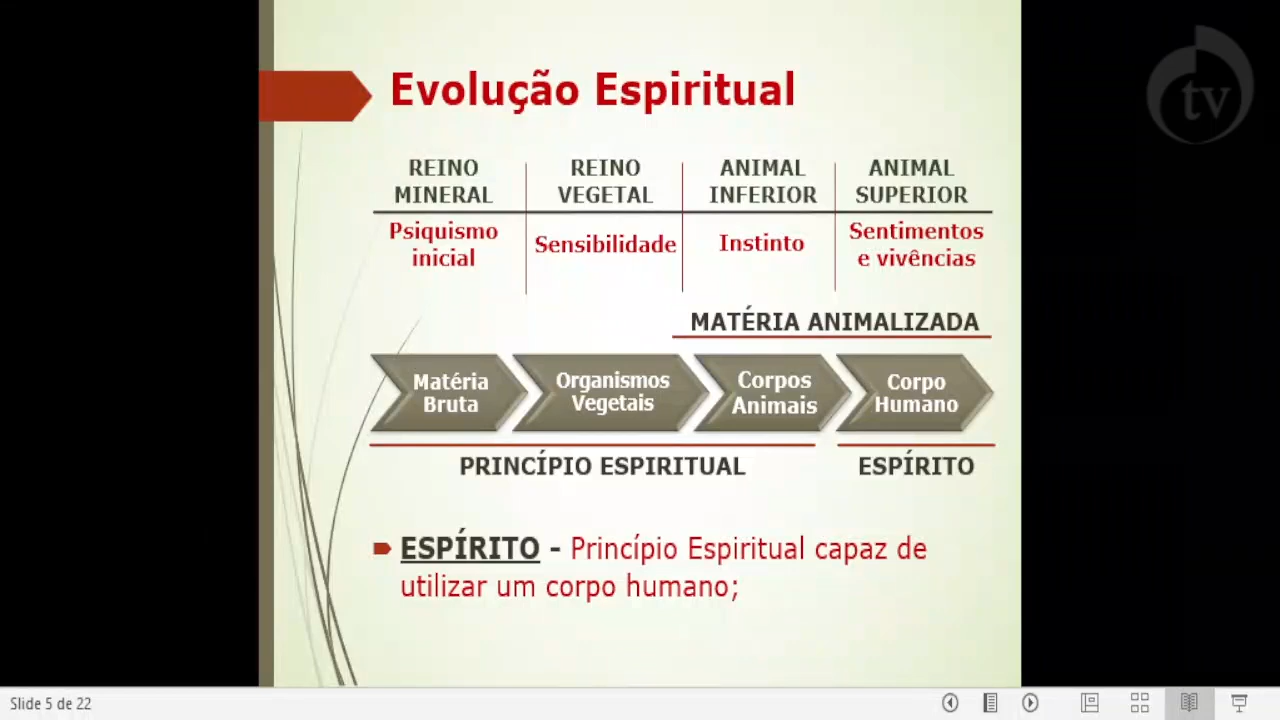 tv
Evolução Espiritual
REINO
MINERAL
REINO
VEGETAL
ANIMAL
INFERIOR
ANIMAL
SUPERIOR
Psiquismo
inicial
Sensibilidade
Instinto
Sentimentos
e vivências
MATÉRIA ANIMALIZADA
Matéria
Bruta
Organismos
Vegetais
Corpos
Animais
Corpo
Humano
PRINCÍPIO ESPIRITUAL
ESPÍRITO
ESPÍRITO - Princípio Espiritual capaz de
utilizar um corpo humano;
Slide 5 de 22